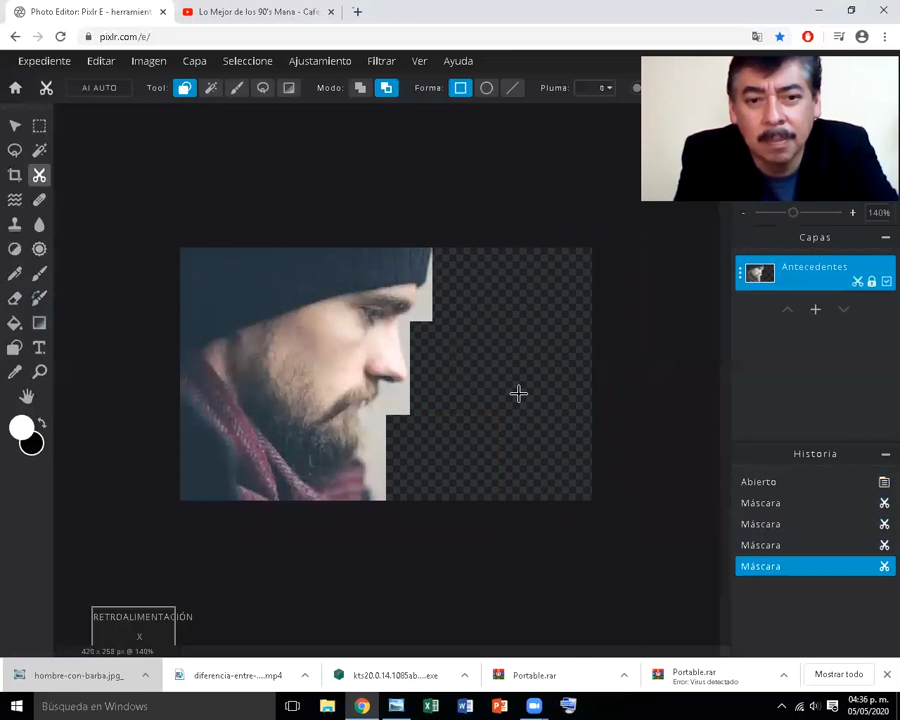 Photo Editor: Pixlr E - herramient
Lo Mejor de los 90's Mana - Cafe
pixlr.com/e/
Expediente Editar Imagen Capa Seleccione Ajustamiento Filtrar Ver Ayuda
AI AUTO Tool: Modo: Forma: Pluma: 0
- + 140%
Capas
Antecedentes
Historia
Abierto
Máscara
Máscara
Máscara
Máscara
RETROALIMENTACIÓN
X
420 x 258 px @ 140%
hombre-con-barba.jpg_ diferencia-entre-....mp4 kts20.0.14.1085ab....exe Portable.rar Portable.rar Mostrar todo
Error: Virus detectado
Búsqueda en Windows
04:36 p. m.
05/05/2020